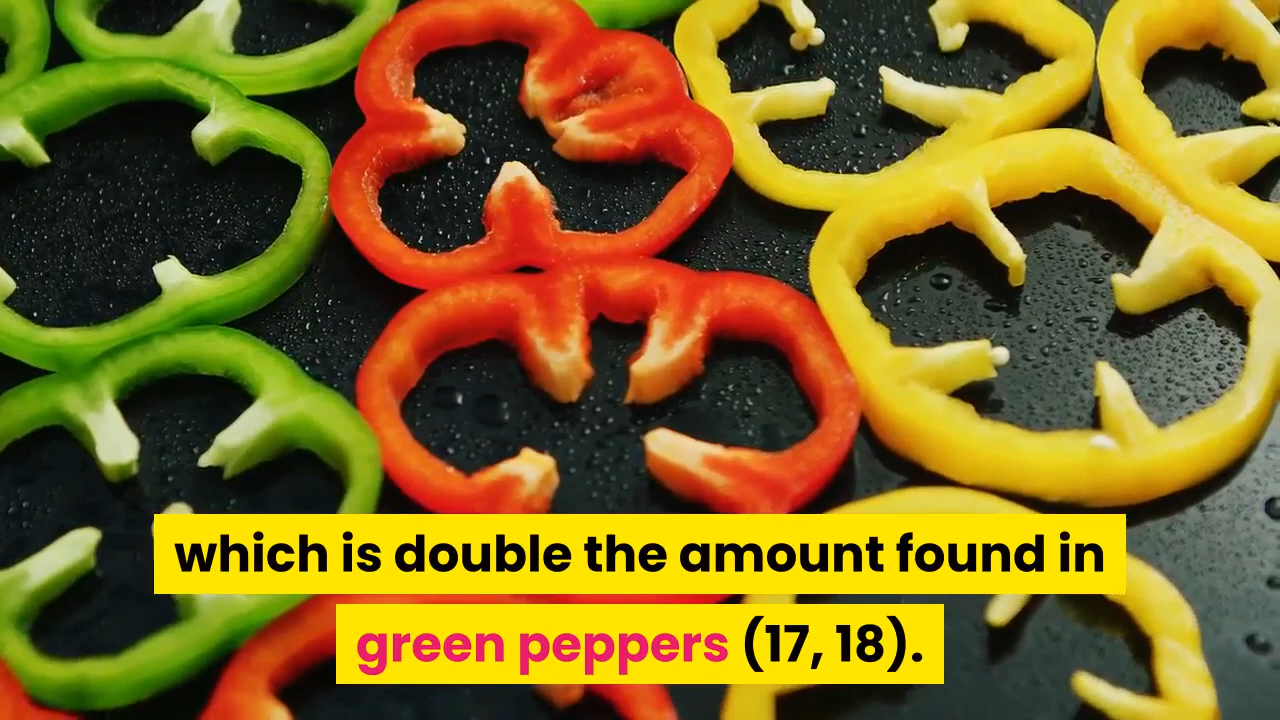 which is double the amount found in
green peppers (17, 18).